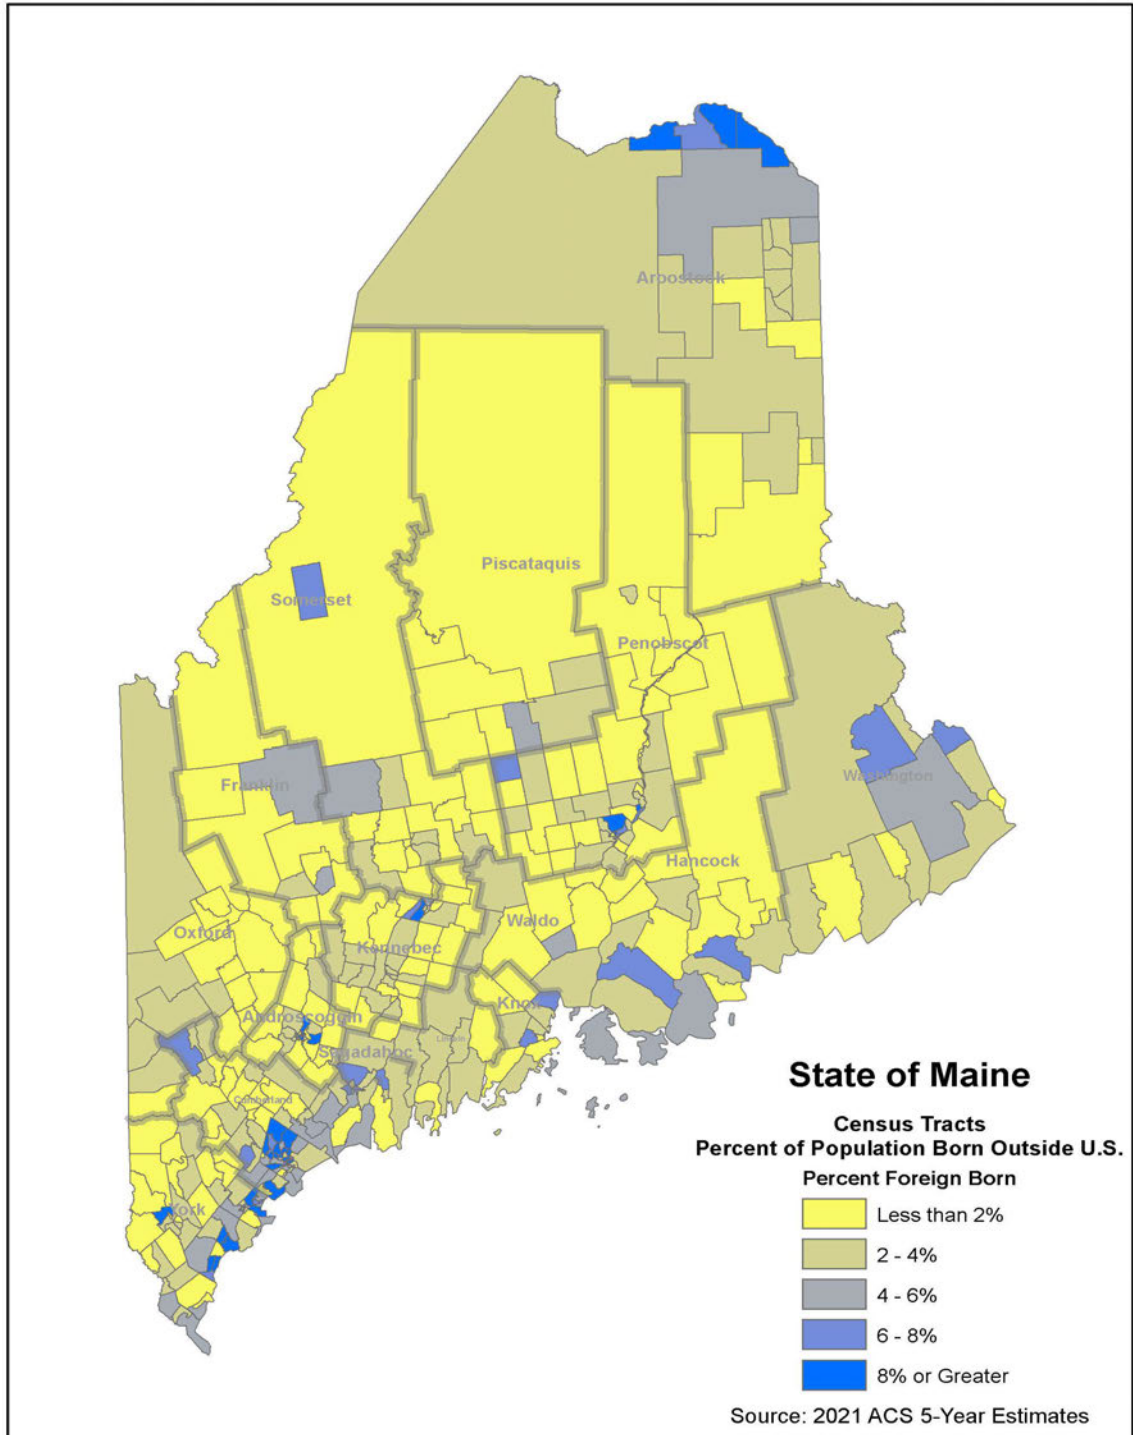 Aroostook
Piscataquis
Somerset
Penobscot
Franklin
Washington
Hancock
Oxford
Waldo
Kennebec
Knox
Androscoggin
Sagadahoc
Lincoln
Cumberland
York
State of Maine
Census Tracts
Percent of Population Born Outside U.S.
Percent Foreign Born
Less than 2%
2 - 4%
4 - 6%
6 - 8%
8% or Greater
Source: 2021 ACS 5-Year Estimates